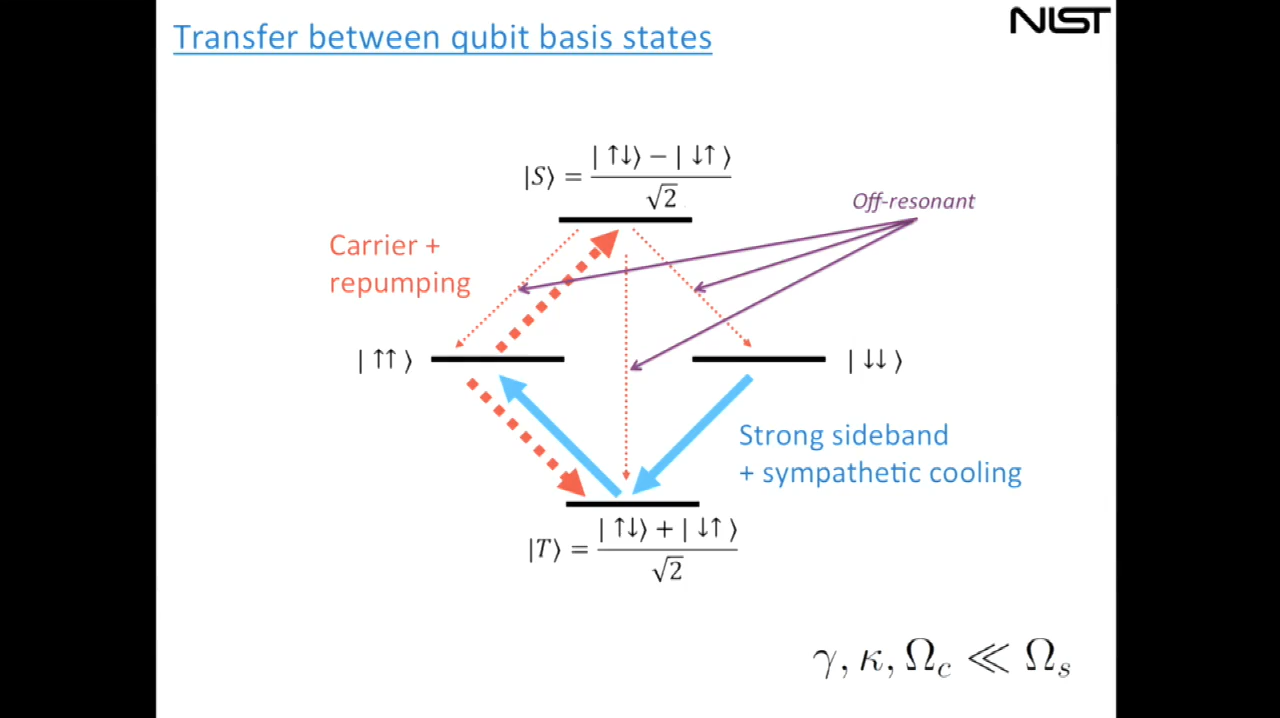 Transfer between qubit basis states
NIST
|S⟩ = (|↑↓⟩ − |↓↑⟩)/√2
Off-resonant
Carrier +
repumping
|↑↑⟩
|↓↓⟩
Strong sideband
+ sympathetic cooling
|T⟩ = (|↑↓⟩ + |↓↑⟩)/√2
γ, κ, Ω_c ≪ Ω_s